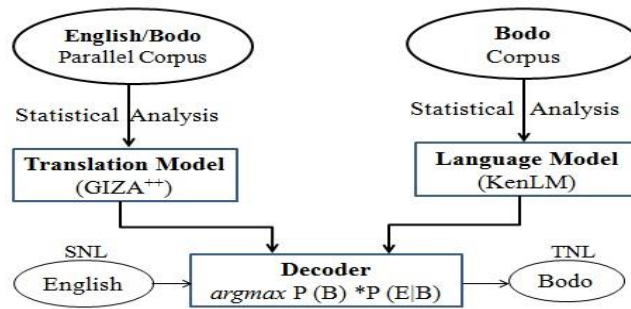 English/Bodo
Parallel Corpus
Bodo
Corpus
Statistical Analysis
Statistical Analysis
Translation Model
(GIZA++)
Language Model
(KenLM)
SNL
English
Decoder
argmax P (B) *P (E|B)
TNL
Bodo